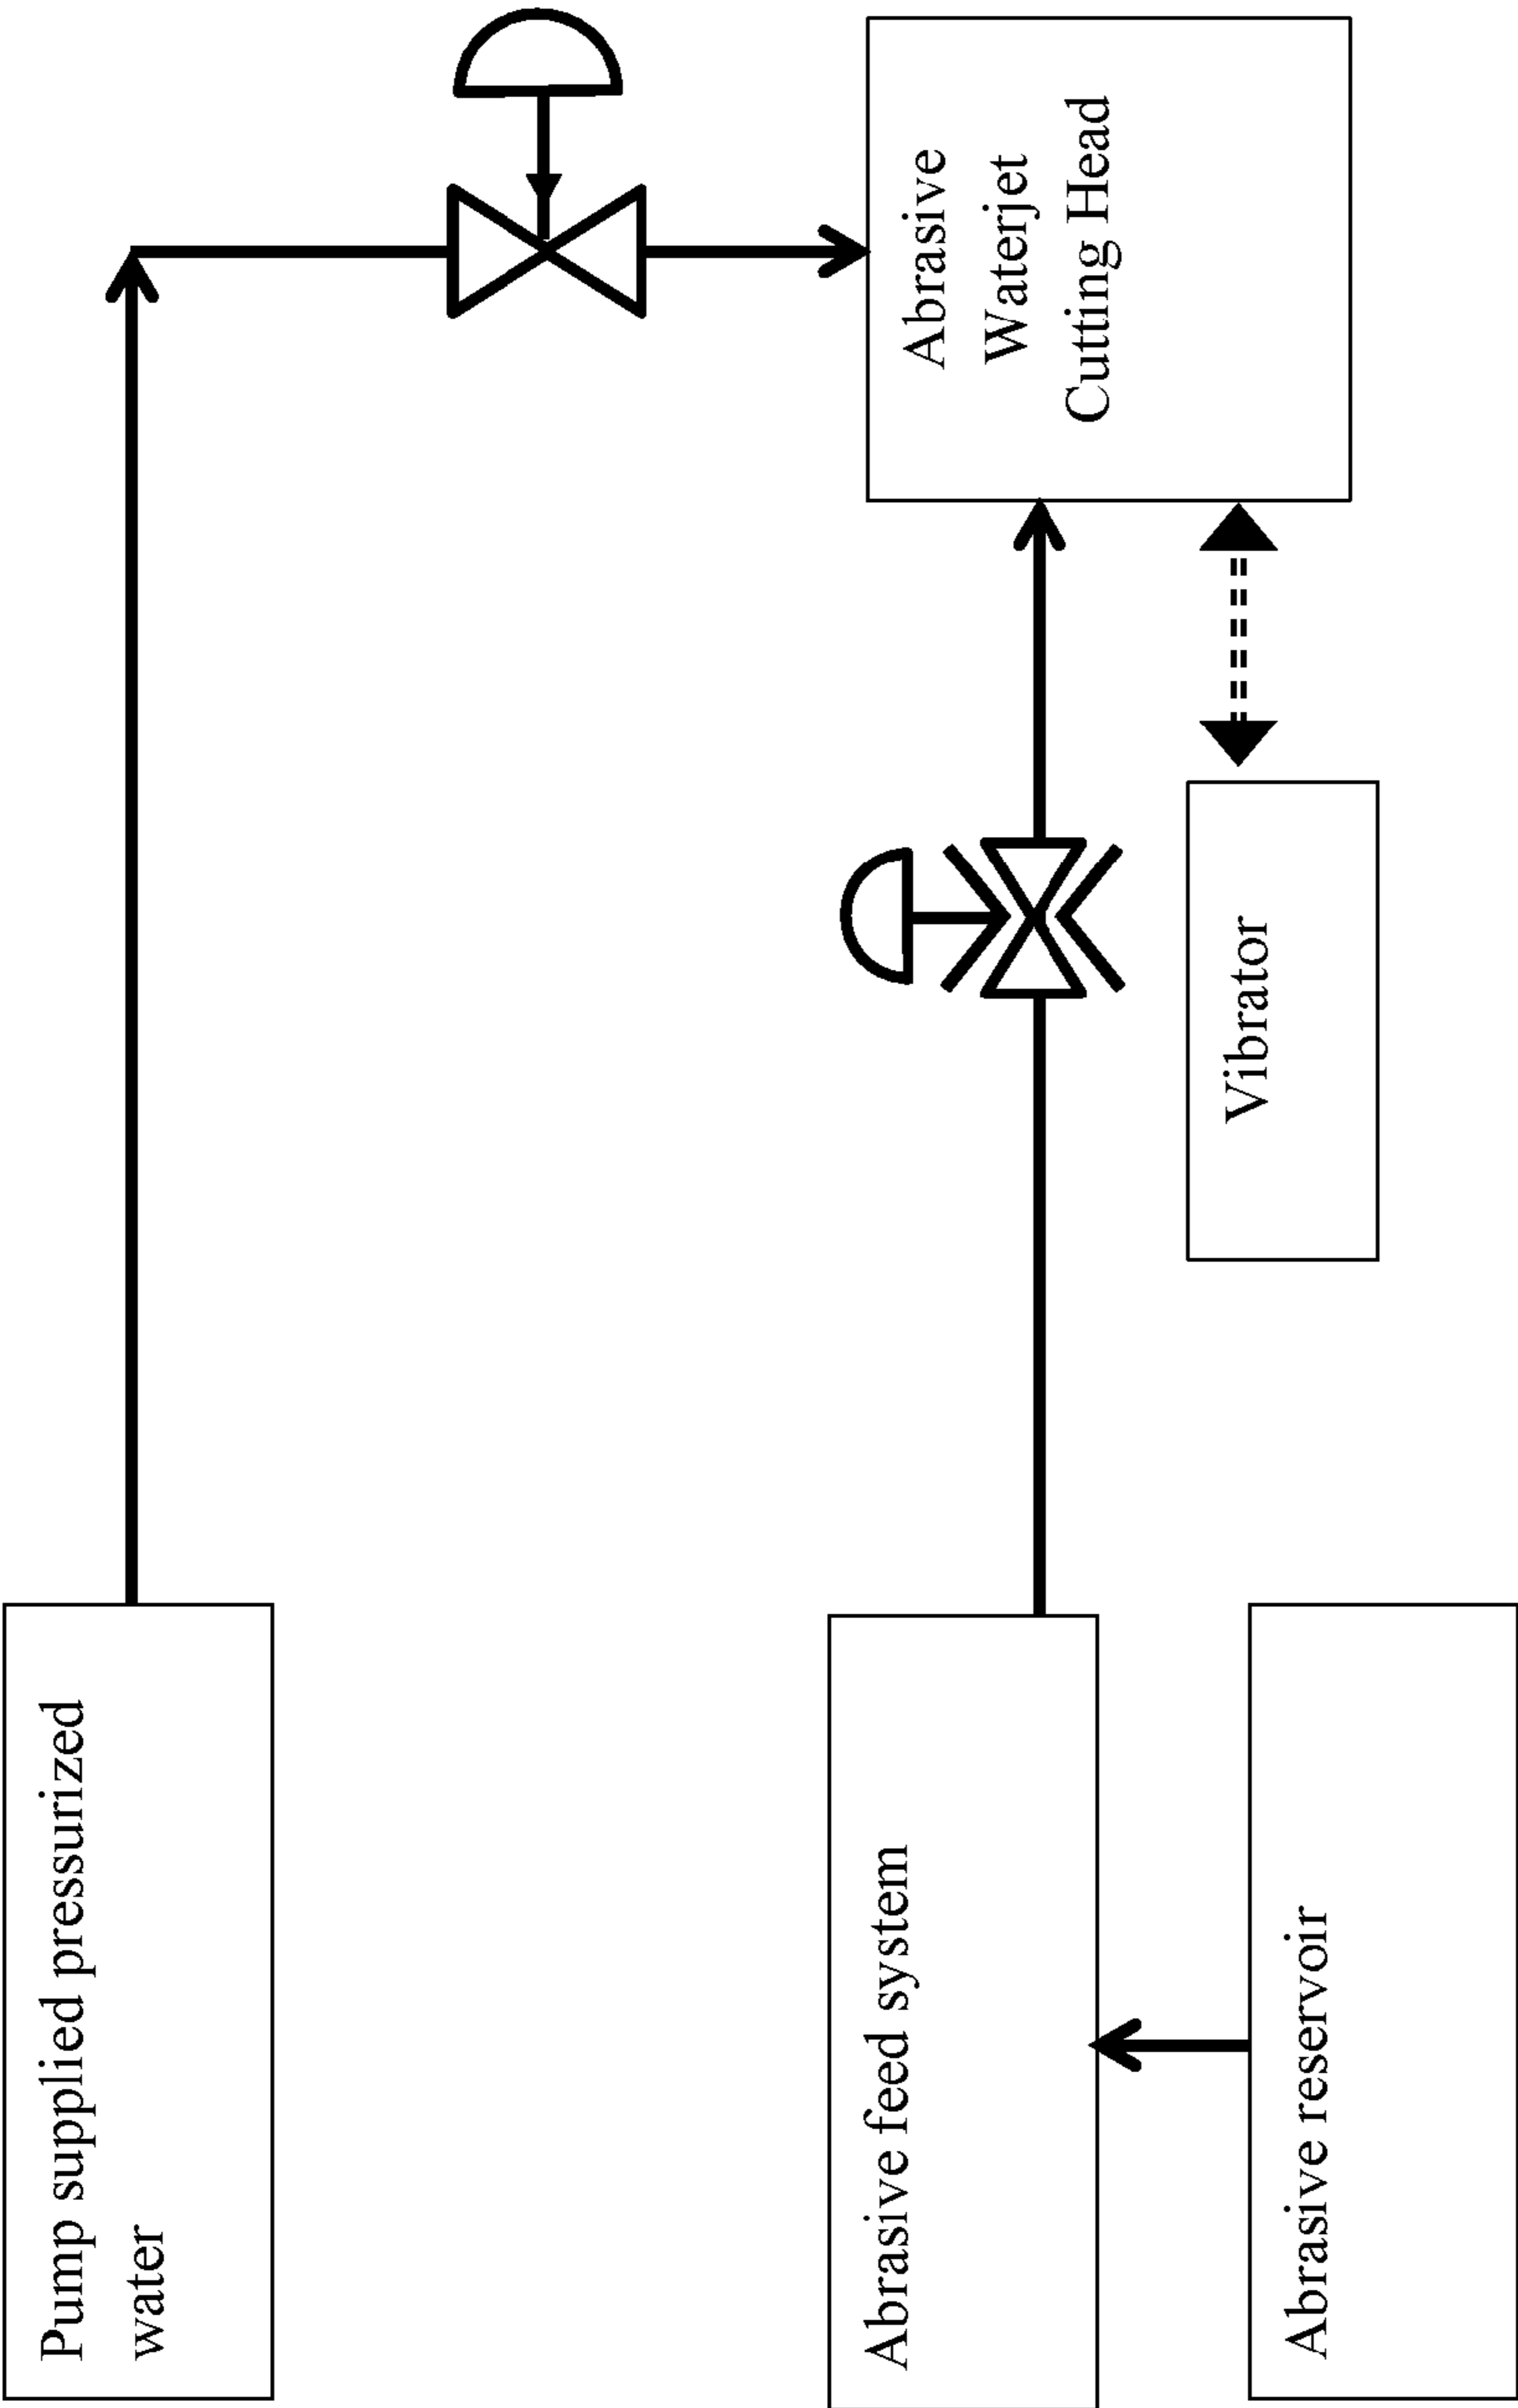 Pump supplied pressurized
water
Abrasive
Waterjet
Cutting Head
Abrasive feed system
Vibrator
Abrasive reservoir